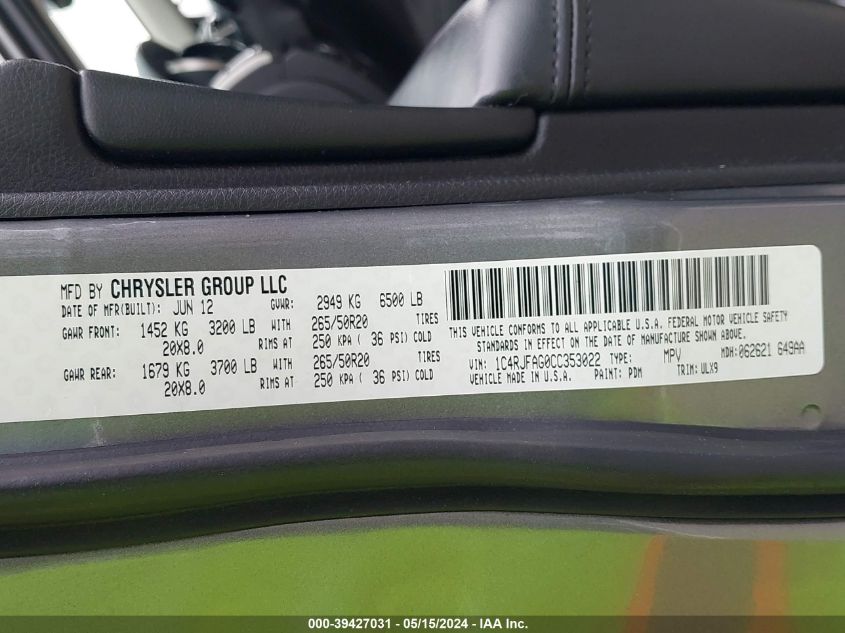 MFD BY CHRYSLER GROUP LLC
DATE OF MFR(BUILT): JUN 12 GVWR: 2949 KG 6500 LB
GAWR FRONT: 1452 KG 3200 LB WITH 265/50R20 TIRES
20X8.0 RIMS AT 250 KPA ( 36 PSI) COLD
GAWR REAR: 1679 KG 3700 LB WITH 265/50R20 TIRES
20X8.0 RIMS AT 250 KPA ( 36 PSI) COLD
THIS VEHICLE CONFORMS TO ALL APPLICABLE U.S.A. FEDERAL MOTOR VEHICLE SAFETY
STANDARDS IN EFFECT ON THE DATE OF MANUFACTURE SHOWN ABOVE.
VIN: 1C4RJFAG0CC353022 TYPE: MPV MDH: 062621 649AA
VEHICLE MADE IN U.S.A. PAINT: PDM TRIM: ULX9
000-39427031 - 05/15/2024 - IAA Inc.